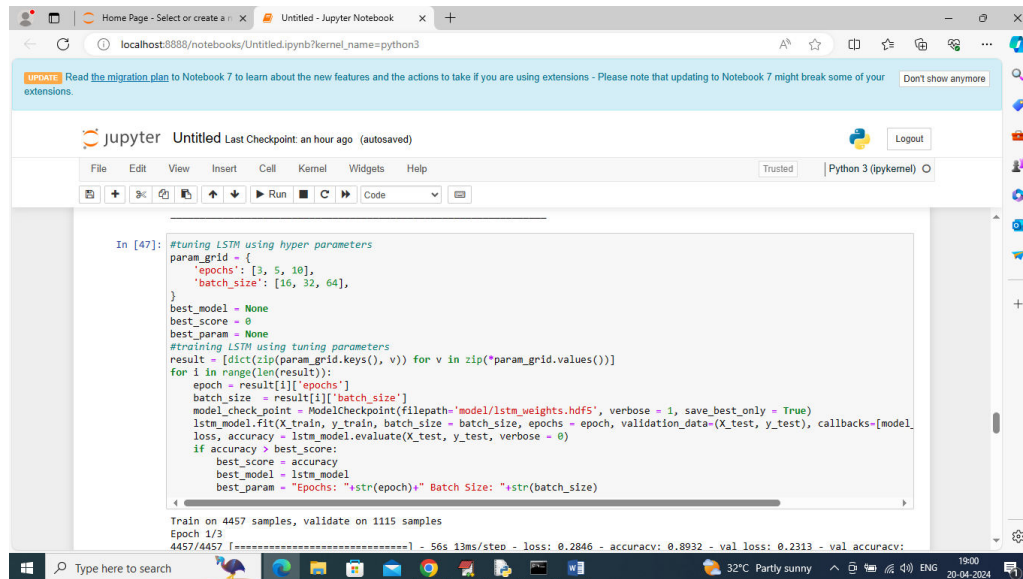 Home Page - Select or create a n
Untitled - Jupyter Notebook
localhost:8888/notebooks/Untitled.ipynb?kernel_name=python3
UPDATE Read the migration plan to Notebook 7 to learn about the new features and the actions to take if you are using extensions - Please note that updating to Notebook 7 might break some of your
extensions.
Don't show anymore
jupyter Untitled Last Checkpoint: an hour ago (autosaved)
Logout
File Edit View Insert Cell Kernel Widgets Help
Trusted
Python 3 (ipykernel)
Run
Code
In [47]:
#tuning LSTM using hyper parameters
param_grid = {
    'epochs': [3, 5, 10],
    'batch_size': [16, 32, 64],
}
best_model = None
best_score = 0
best_param = None
#training LSTM using tuning parameters
result = [dict(zip(param_grid.keys(), v)) for v in zip(*param_grid.values())]
for i in range(len(result)):
    epoch = result[i]['epochs']
    batch_size  = result[i]['batch_size']
    model_check_point = ModelCheckpoint(filepath='model/lstm_weights.hdf5', verbose = 1, save_best_only = True)
    lstm_model.fit(X_train, y_train, batch_size = batch_size, epochs = epoch, validation_data=(X_test, y_test), callbacks=[model_
    loss, accuracy = lstm_model.evaluate(X_test, y_test, verbose = 0)
    if accuracy > best_score:
        best_score = accuracy
        best_model = lstm_model
        best_param = "Epochs: "+str(epoch)+" Batch Size: "+str(batch_size)
Train on 4457 samples, validate on 1115 samples
Epoch 1/3
4457/4457 [==============================] - 56s 13ms/step - loss: 0.2846 - accuracy: 0.8932 - val_loss: 0.2313 - val_accuracy:
Type here to search
32°C Partly sunny
ENG
19:00
20-04-2024